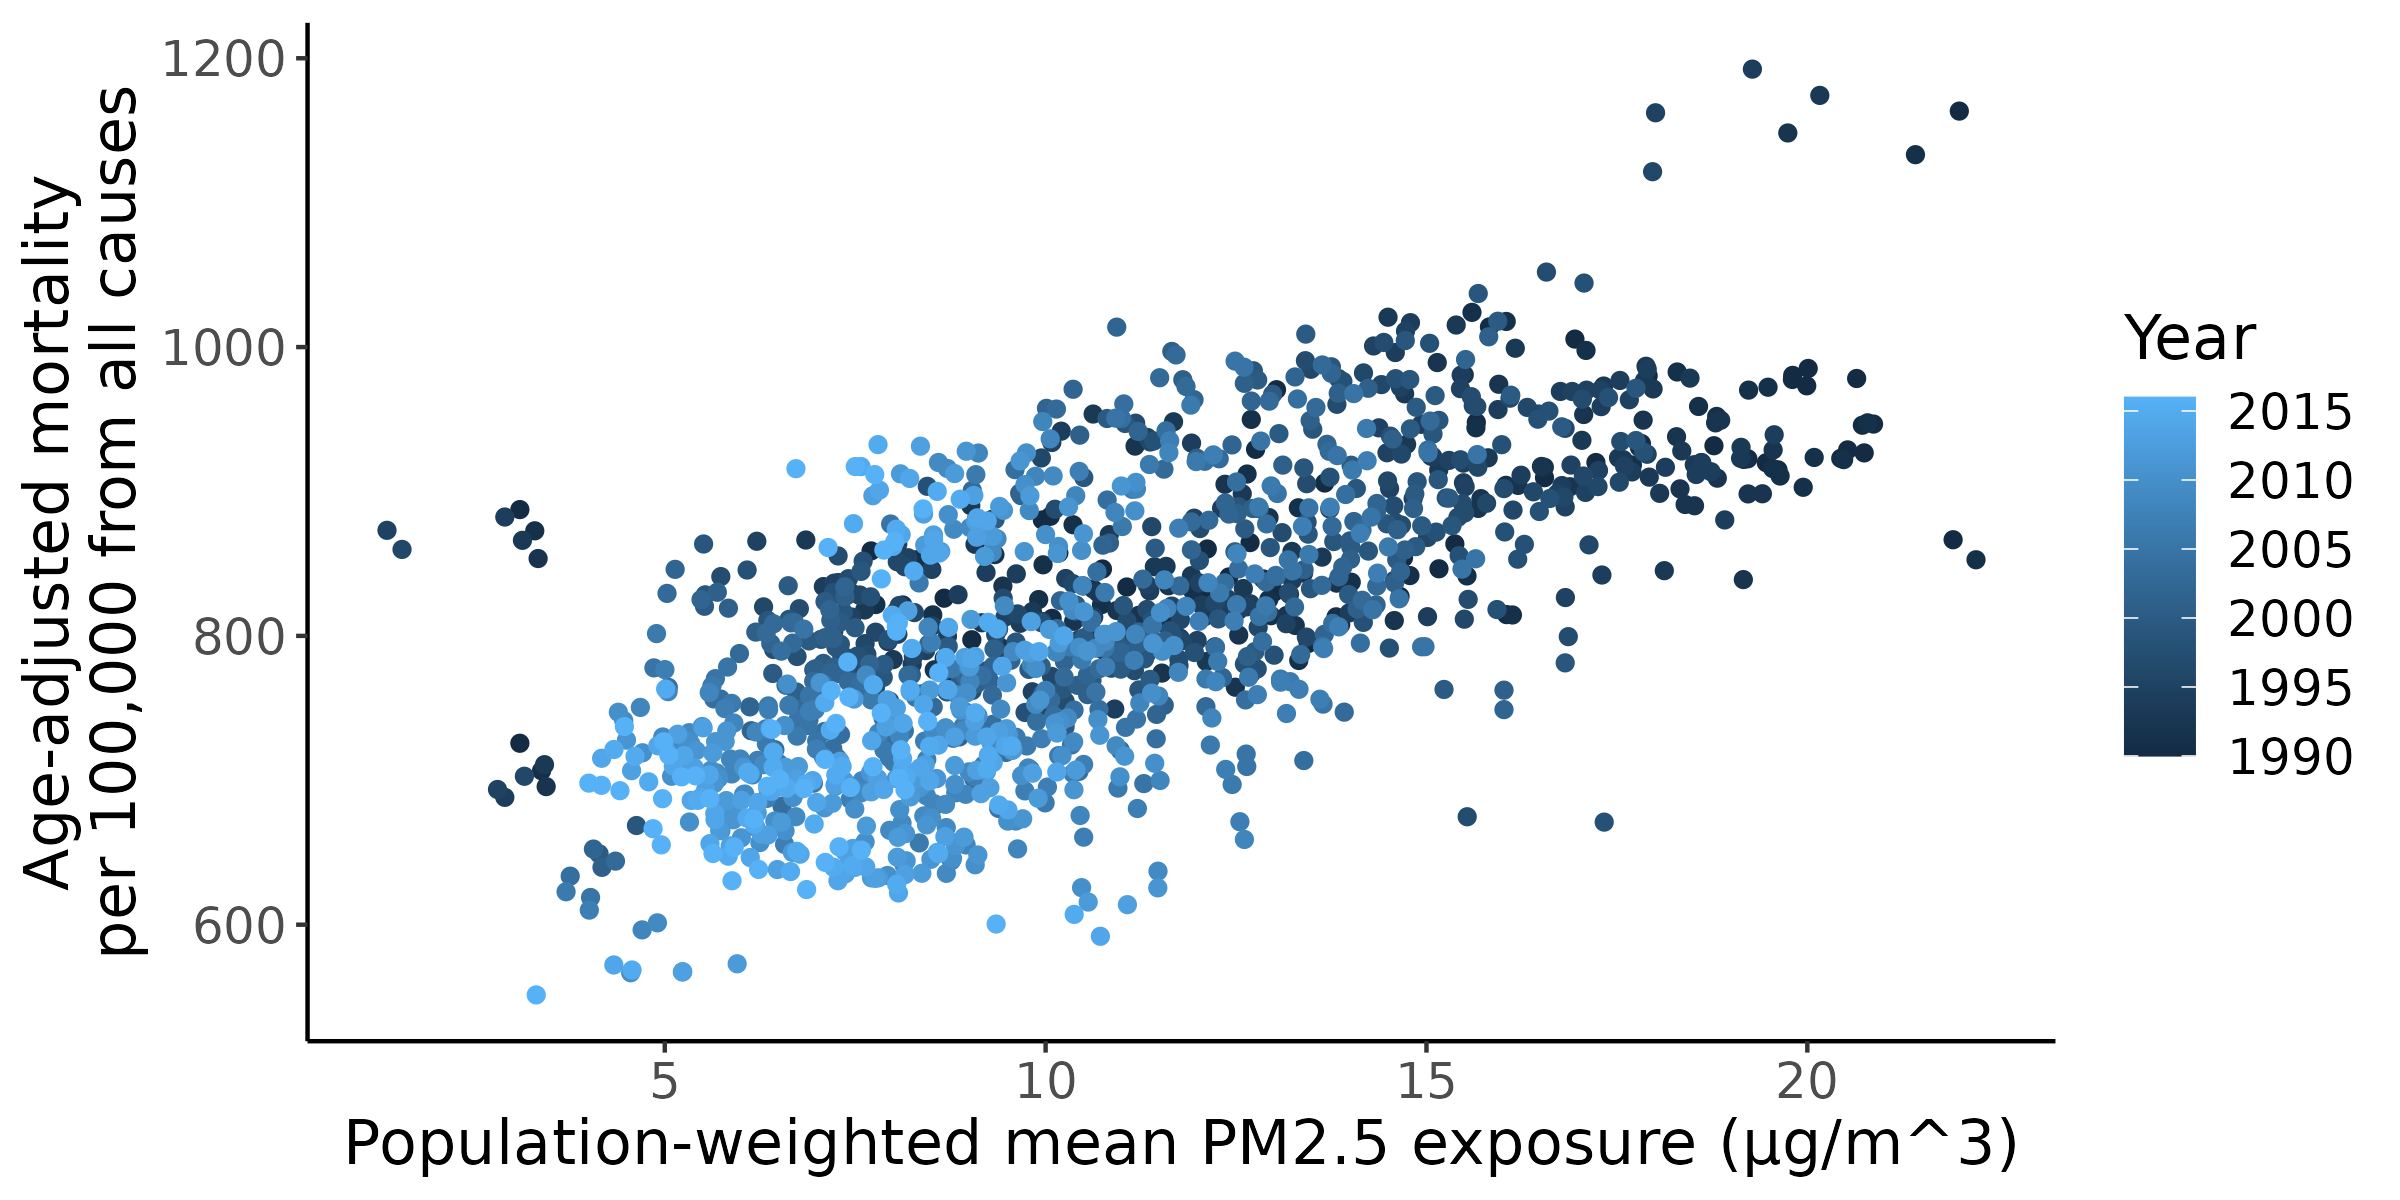 Age-adjusted mortality
per 100,000 from all causes
1200
1000
800
600
5 10 15 20
Population-weighted mean PM2.5 exposure (μg/m^3)
Year
2015
2010
2005
2000
1995
1990